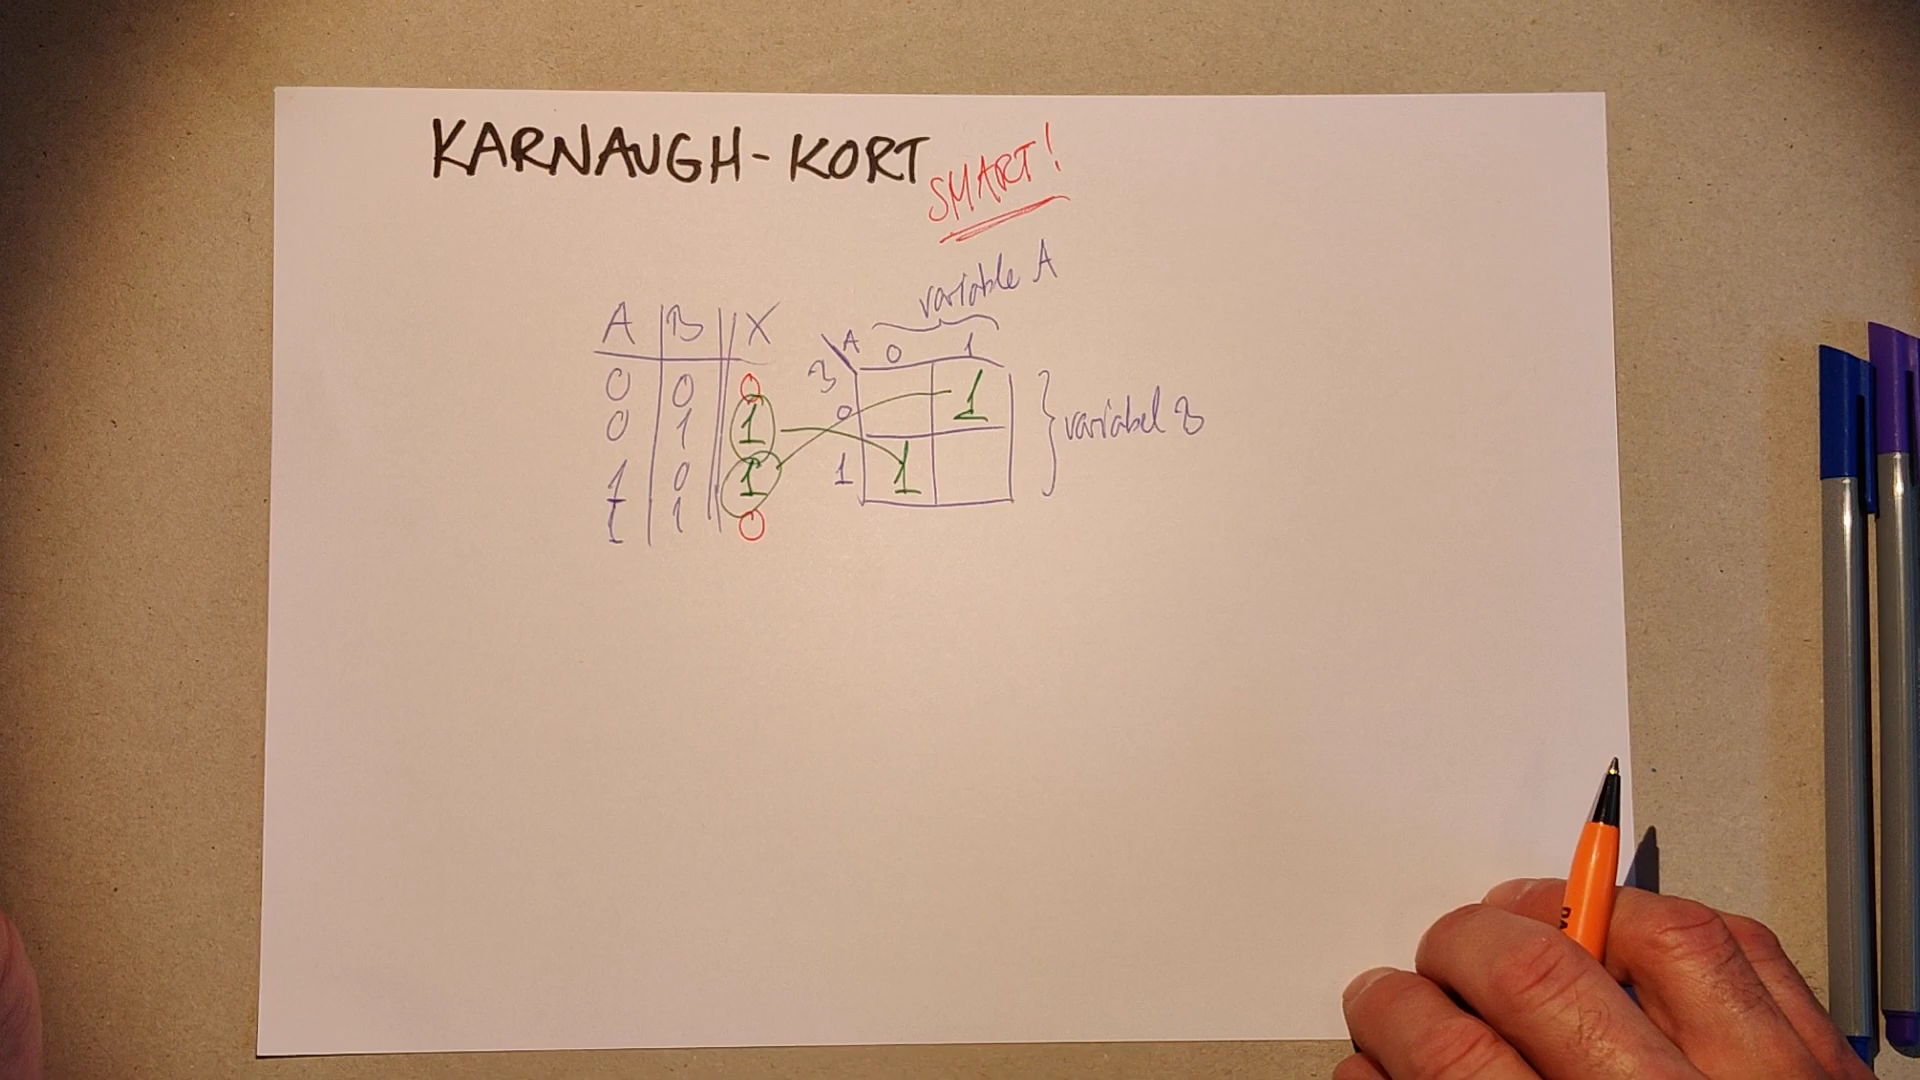 KARNAUGH-KORT
SMART!
variable A
A B X
0 0 0
0 1 1
1 0 1
1 1 0
A 0 1
B
0 1
1 1
variabel B